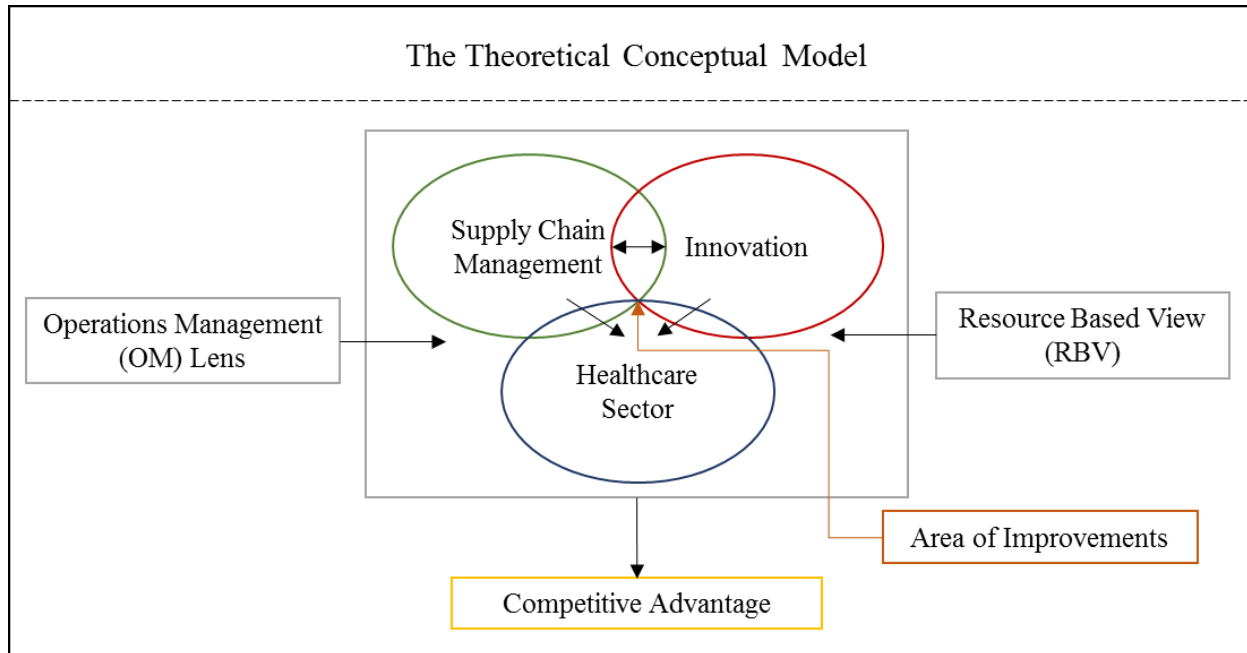 The Theoretical Conceptual Model
Supply Chain
Management
Innovation
Operations Management
(OM) Lens
Resource Based View
(RBV)
Healthcare
Sector
Area of Improvements
Competitive Advantage